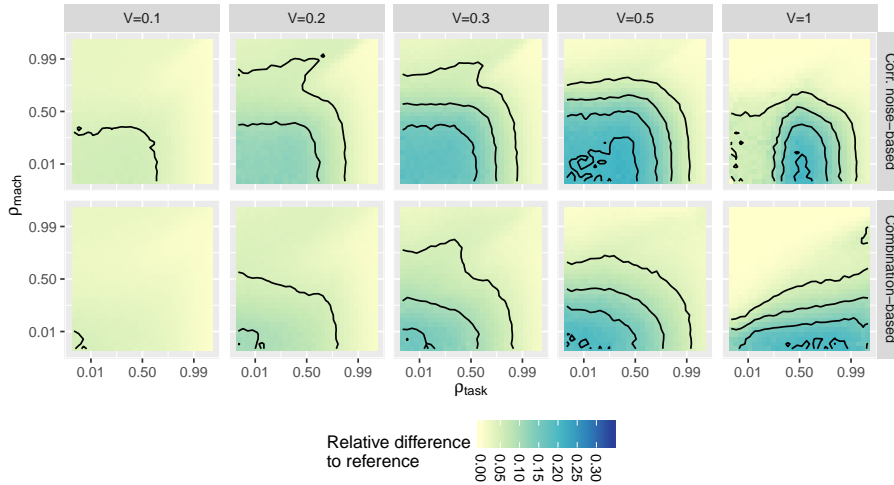 V=0.1 V=0.2 V=0.3 V=0.5 V=1
0.99
0.50
0.01
Corr. noise−based
0.99
0.50
0.01
Combination−based
ρmach
0.01 0.50 0.99 0.01 0.50 0.99 0.01 0.50 0.99 0.01 0.50 0.99 0.01 0.50 0.99
ρtask
Relative difference
to reference
0.00 0.05 0.10 0.15 0.20 0.25 0.30